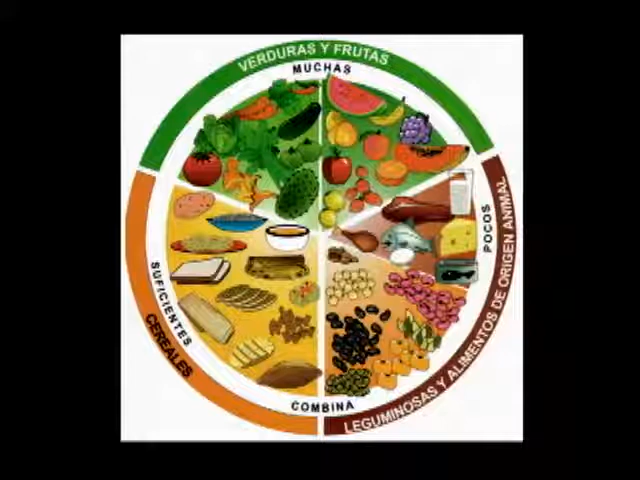 VERDURAS Y FRUTAS
MUCHAS
POCOS
SUFICIENTES
CEREALES
COMBINA
LEGUMINOSAS Y ALIMENTOS DE ORIGEN ANIMAL